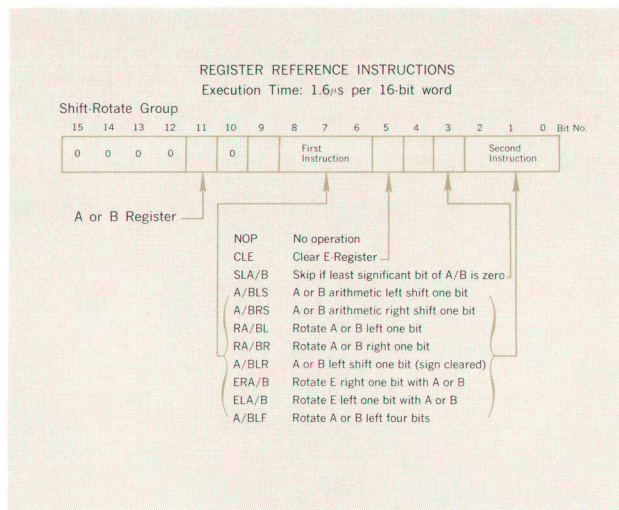 REGISTER REFERENCE INSTRUCTIONS
Execution Time: 1.6μs per 16-bit word
Shift-Rotate Group
15 14 13 12 11 10 9 8 7 6 5 4 3 2 1 0 Bit No.
0 0 0 0 0 First Instruction Second Instruction
A or B Register
NOP No operation
CLE Clear E-Register
SLA/B Skip if least significant bit of A/B is zero
A/BLS A or B arithmetic left shift one bit
A/BRS A or B arithmetic right shift one bit
RA/BL Rotate A or B left one bit
RA/BR Rotate A or B right one bit
A/BLR A or B left shift one bit (sign cleared)
ERA/B Rotate E right one bit with A or B
ELA/B Rotate E left one bit with A or B
A/BLF Rotate A or B left four bits